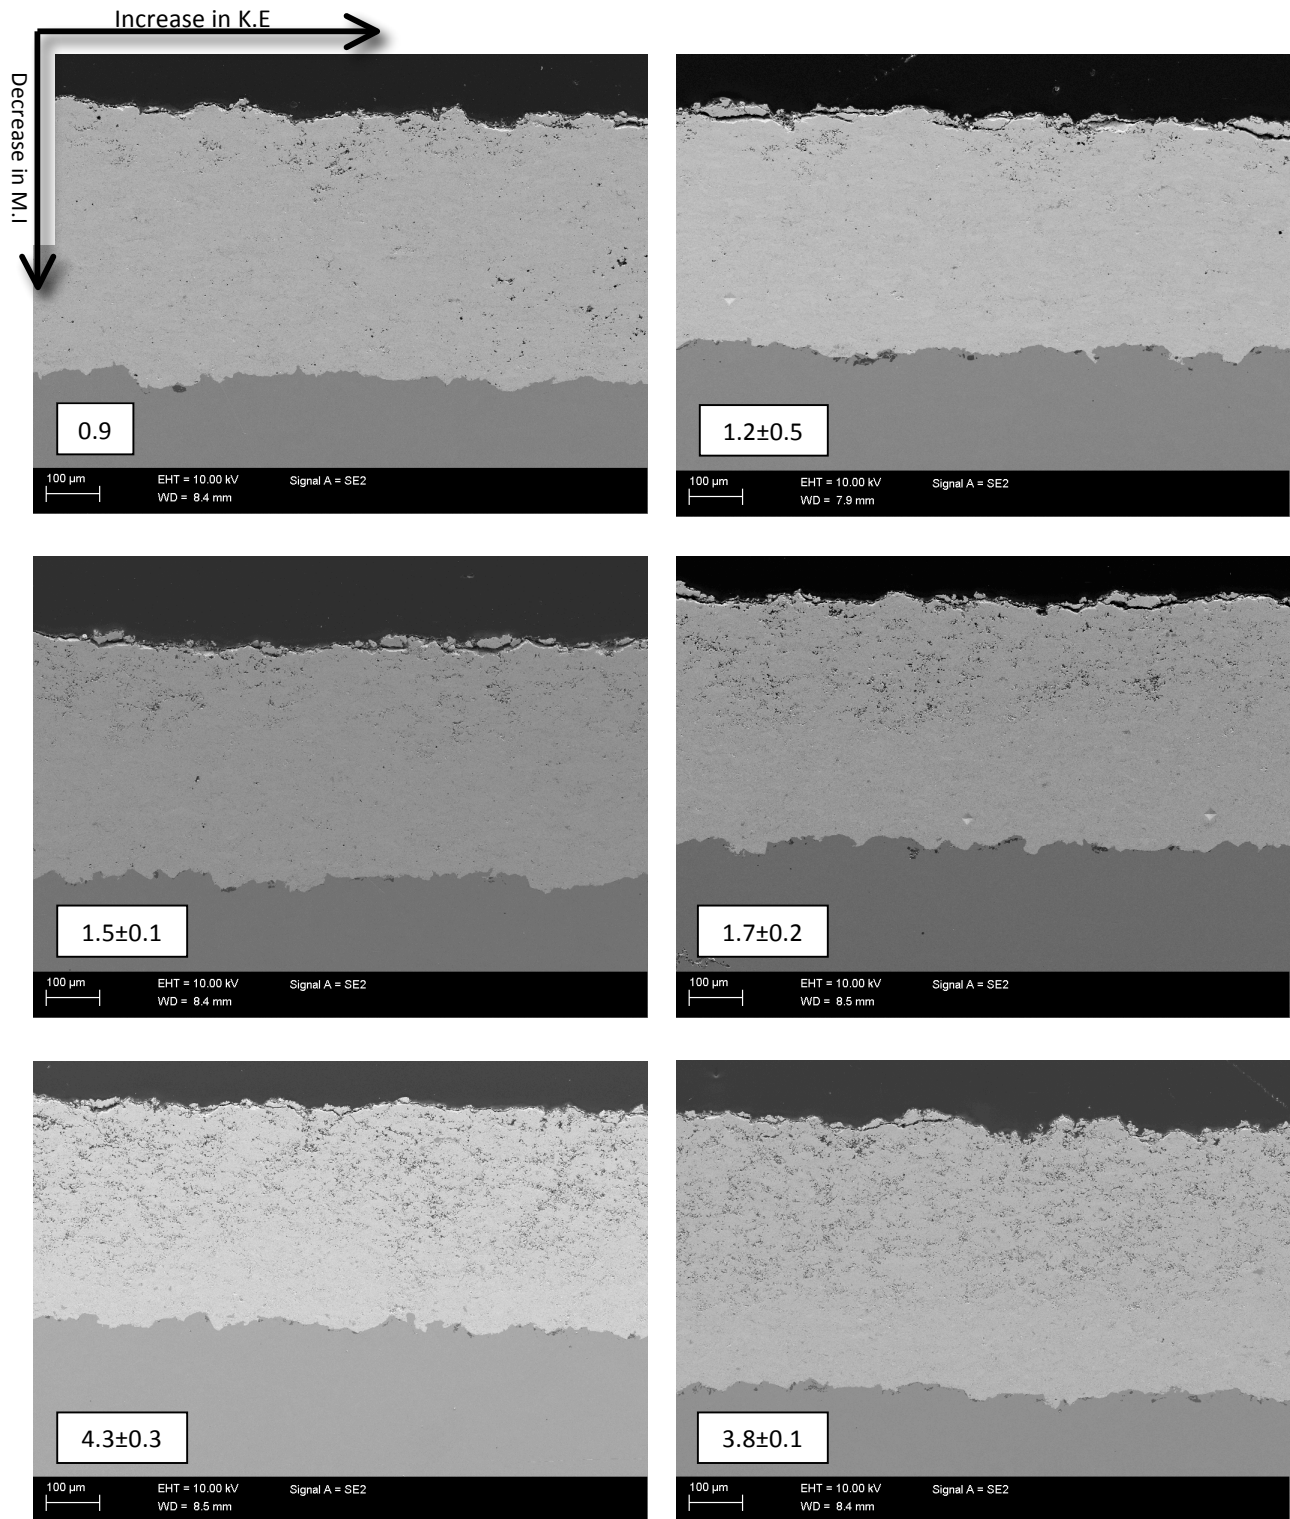 Increase in K.E
Decrease in M.I
0.9
100 µm
EHT = 10.00 kV
Signal A = SE2
WD = 8.4 mm
1.2±0.5
100 µm
EHT = 10.00 kV
Signal A = SE2
WD = 7.9 mm
1.5±0.1
100 µm
EHT = 10.00 kV
Signal A = SE2
WD = 8.4 mm
1.7±0.2
100 µm
EHT = 10.00 kV
Signal A = SE2
WD = 8.5 mm
4.3±0.3
100 µm
EHT = 10.00 kV
Signal A = SE2
WD = 8.5 mm
3.8±0.1
100 µm
EHT = 10.00 kV
Signal A = SE2
WD = 8.4 mm